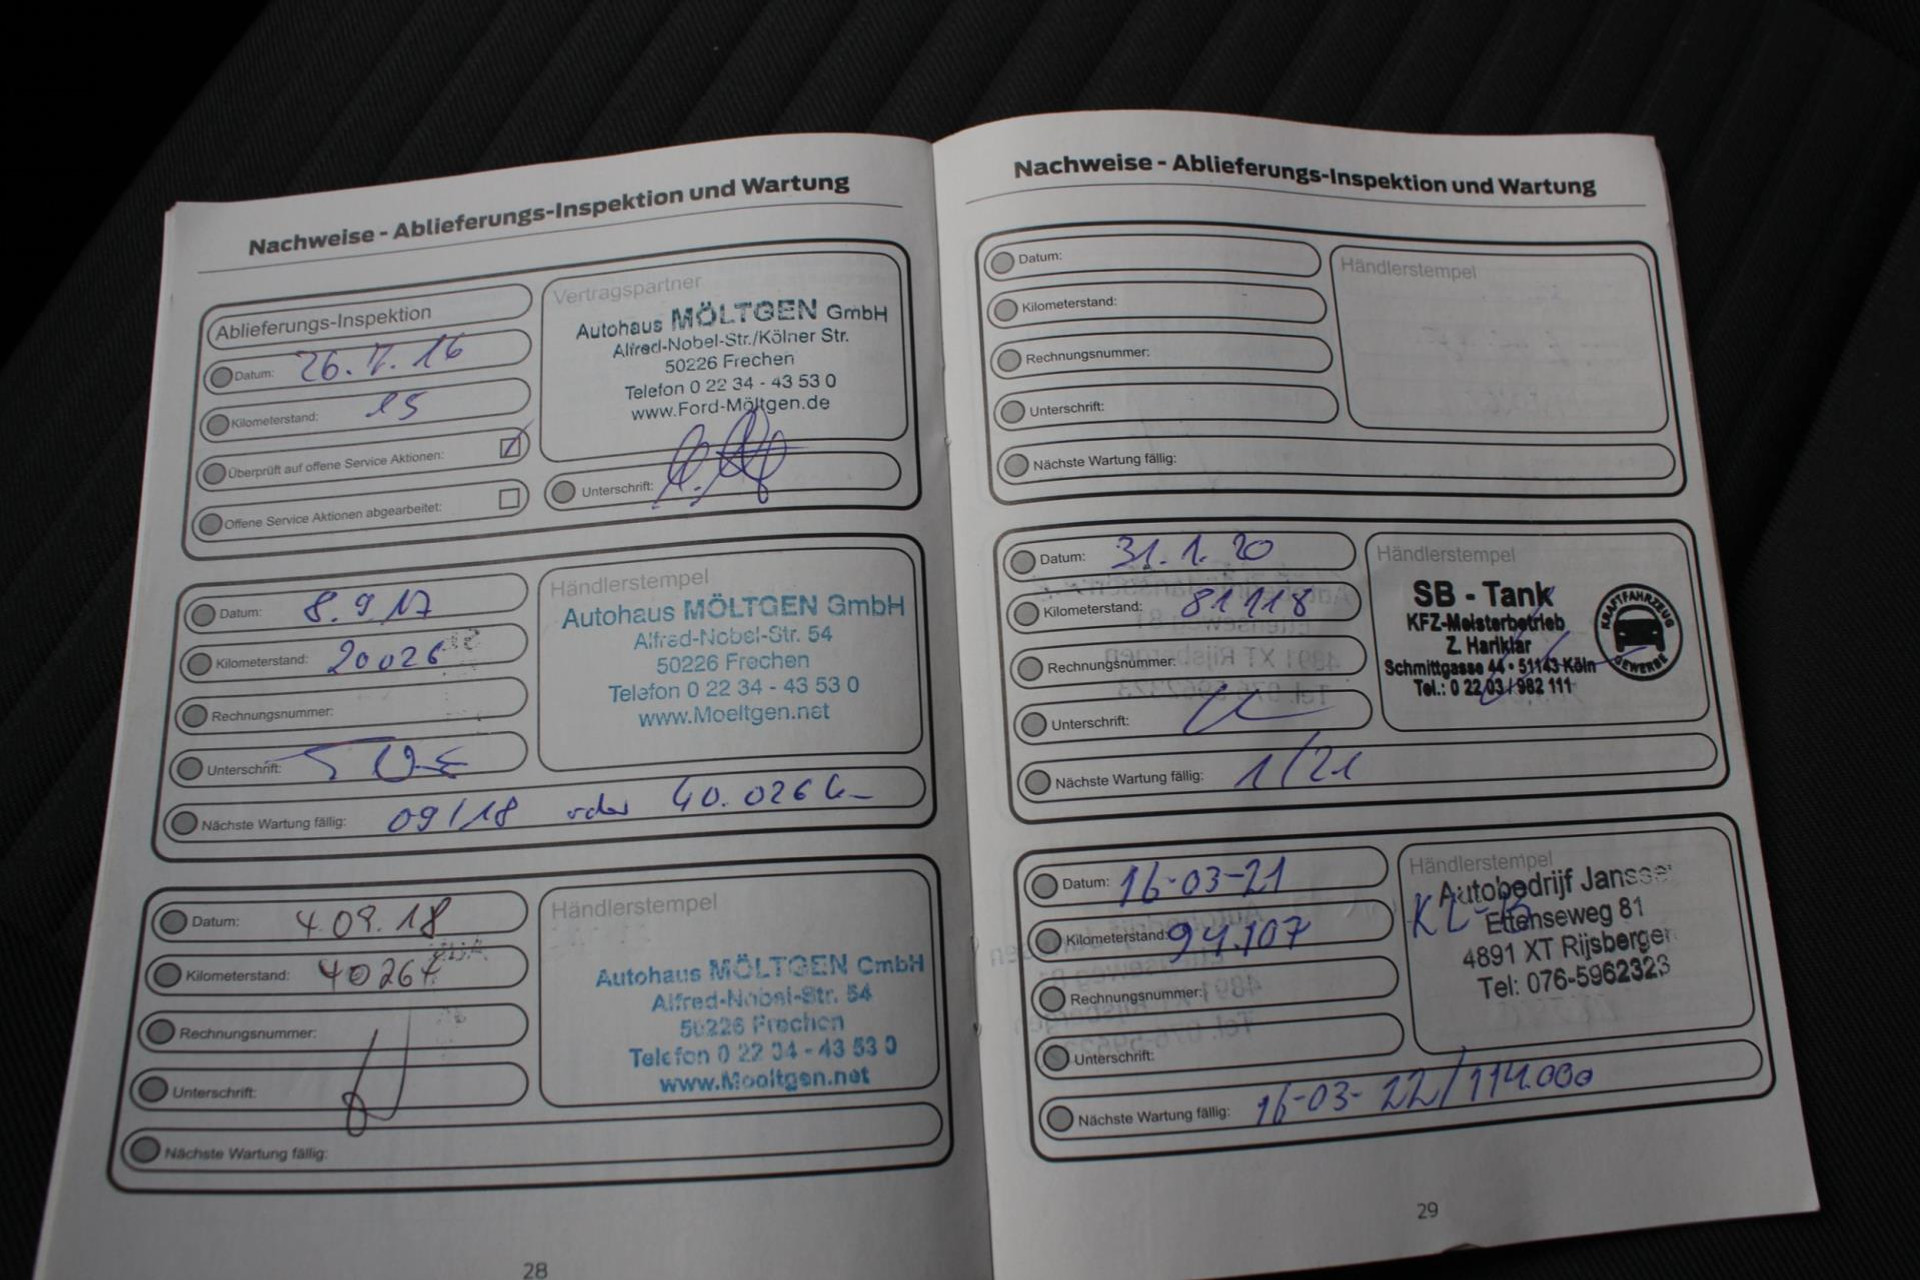 Nachweise - Ablieferungs-Inspektion und Wartung
Ablieferungs-Inspektion
Datum: 26.7.16
Kilometerstand: 15
Überprüft auf offene Service Aktionen:
Offene Service Aktionen abgearbeitet:
Vertragspartner
Autohaus MÖLTGEN GmbH
Alfred-Nobel-Str./Kölner Str.
50226 Frechen
Telefon 0 22 34 - 43 53 0
www.Ford-Möltgen.de
Unterschrift:
Datum: 8.9.17
Kilometerstand: 20026
Rechnungsnummer:
Unterschrift:
Händlerstempel
Autohaus MÖLTGEN GmbH
Alfred-Nobel-Str. 54
50226 Frechen
Telefon 0 22 34 - 43 53 0
www.Moeltgen.net
Nächste Wartung fällig: 09/18 oder 40.026
Datum: 4.09.18
Kilometerstand: 40264
Rechnungsnummer:
Unterschrift:
Händlerstempel
Autohaus MÖLTGEN GmbH
Alfred-Nobel-Str. 54
50226 Frechen
Telefon 0 22 34 - 43 53 0
www.Moeltgen.net
Nächste Wartung fällig:
28
Nachweise - Ablieferungs-Inspektion und Wartung
Datum:
Kilometerstand:
Rechnungsnummer:
Unterschrift:
Händlerstempel
Nächste Wartung fällig:
Datum: 31.1.20
Kilometerstand: 81118
Rechnungsnummer:
Unterschrift:
Händlerstempel
SB - Tank
KFZ-Meisterbetrieb
Z. Hariklar
Schmittgasse 44 • 51143 Köln
Tel.: 0 22 03 / 982 111
KRAFTFAHRZEUG GEWERBE
Nächste Wartung fällig: 1/21
Datum: 16-03-21
Kilometerstand: 94.107
Rechnungsnummer:
Unterschrift:
Händlerstempel
Autobedrijf Janssen
Ettenseweg 81
4891 XT Rijsbergen
Tel: 076-5962323
Nächste Wartung fällig: 16-03-22/114.000
29